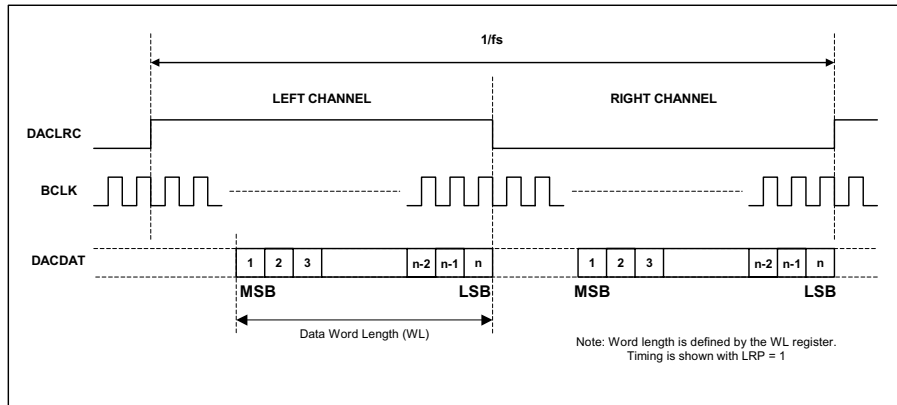 1/fs
LEFT CHANNEL
RIGHT CHANNEL
DACLRC
BCLK
DACDAT
1 2 3 n-2 n-1 n 1 2 3 n-2 n-1 n
MSB LSB MSB LSB
Data Word Length (WL)
Note: Word length is defined by the WL register.
Timing is shown with LRP = 1